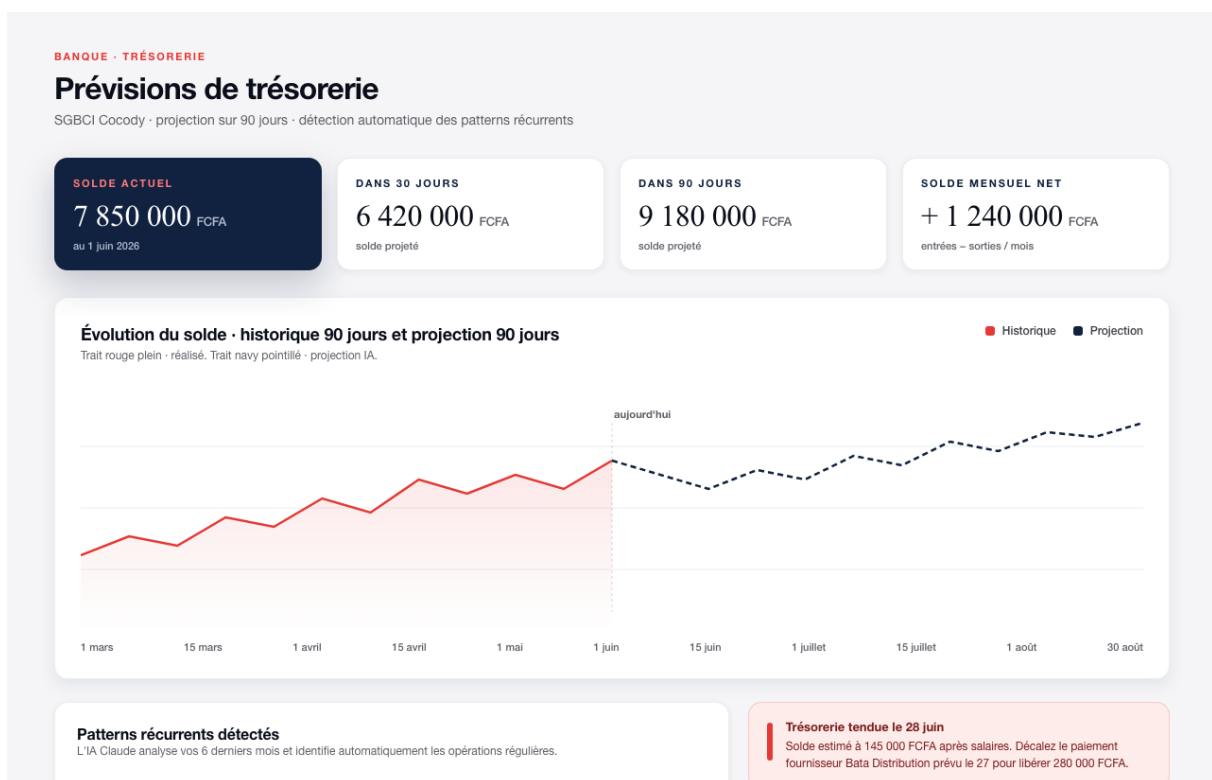 BANQUE · TRÉSORERIE
Prévisions de trésorerie
SGBCI Cocody · projection sur 90 jours · détection automatique des patterns récurrents
SOLDE ACTUEL
7 850 000 FCFA
au 1 juin 2026
DANS 30 JOURS
6 420 000 FCFA
solde projeté
DANS 90 JOURS
9 180 000 FCFA
solde projeté
SOLDE MENSUEL NET
+ 1 240 000 FCFA
entrées – sorties / mois
Évolution du solde · historique 90 jours et projection 90 jours
Trait rouge plein · réalisé. Trait navy pointillé · projection IA.
Historique
Projection
aujourd'hui
1 mars
15 mars
1 avril
15 avril
1 mai
1 juin
15 juin
1 juillet
15 juillet
1 août
30 août
Patterns récurrents détectés
L'IA Claude analyse vos 6 derniers mois et identifie automatiquement les opérations régulières.
Trésorerie tendue le 28 juin
Solde estimé à 145 000 FCFA après salaires. Décalez le paiement
fournisseur Bata Distribution prévu le 27 pour libérer 280 000 FCFA.